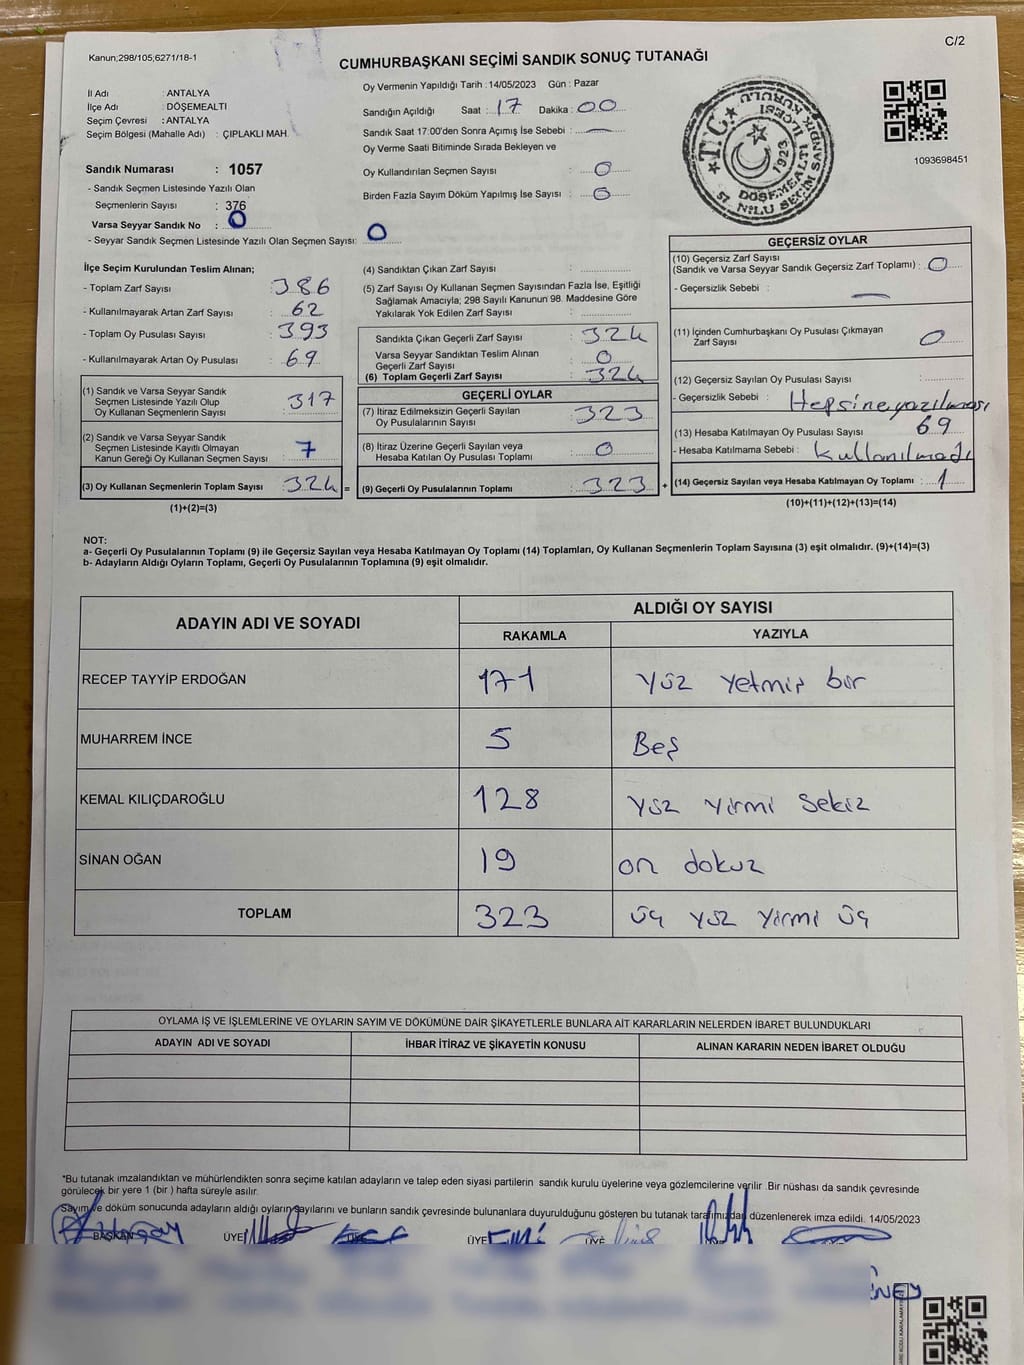 Kanun;298/105;6271/18-1
C/2
CUMHURBAŞKANI SEÇİMİ SANDIK SONUÇ TUTANAĞI
İl Adı : ANTALYA
İlçe Adı : DÖŞEMEALTI
Seçim Çevresi : ANTALYA
Seçim Bölgesi (Mahalle Adı) : ÇIPLAKLI MAH.
Sandık Numarası : 1057
- Sandık Seçmen Listesinde Yazılı Olan
Seçmenlerin Sayısı : 376
Varsa Seyyar Sandık No : 0
- Seyyar Sandık Seçmen Listesinde Yazılı Olan Seçmen Sayısı: 0
Oy Vermenin Yapıldığı Tarih : 14/05/2023 Gün : Pazar
Sandığın Açıldığı Saat : 17 Dakika : 00
Sandık Saat 17:00'den Sonra Açımış İse Sebebi : —
Oy Verme Saati Bitiminde Sırada Bekleyen ve
Oy Kullandırılan Seçmen Sayısı : 0
Birden Fazla Sayım Döküm Yapılmış İse Sayısı : 0
T.C.
DÖŞEMEALTI
1923
1093698451
İlçe Seçim Kurulundan Teslim Alınan;
- Toplam Zarf Sayısı : 386
- Kullanılmayarak Artan Zarf Sayısı : 62
- Toplam Oy Pusulası Sayısı : 393
- Kullanılmayarak Artan Oy Pusulası : 69
(1) Sandık ve Varsa Seyyar Sandık
Seçmen Listesinde Yazılı Olup
Oy Kullanan Seçmenlerin Sayısı : 317
(2) Sandık ve Varsa Seyyar Sandık
Seçmen Listesinde Kayıtlı Olmayan
Kanun Gereği Oy Kullanan Seçmen Sayısı : 7
(3) Oy Kullanan Seçmenlerin Toplam Sayısı : 324 =
(1)+(2)=(3)
(4) Sandıktan Çıkan Zarf Sayısı :
(5) Zarf Sayısı Oy Kullanan Seçmen Sayısından Fazla İse, Eşitliği
Sağlamak Amacıyla; 298 Sayılı Kanunun 98. Maddesine Göre
Yakılarak Yok Edilen Zarf Sayısı :
Sandıkta Çıkan Geçerli Zarf Sayısı : 324
Varsa Seyyar Sandıktan Teslim Alınan
Geçerli Zarf Sayısı : 0
(6) Toplam Geçerli Zarf Sayısı : 324
GEÇERLİ OYLAR
(7) İtiraz Edilmeksizin Geçerli Sayılan
Oy Pusulalarının Sayısı : 323
(8) İtiraz Üzerine Geçerli Sayılan veya
Hesaba Katılan Oy Pusulası Toplamı : 0
(9) Geçerli Oy Pusulalarının Toplamı : 323 +
GEÇERSİZ OYLAR
(10) Geçersiz Zarf Sayısı
(Sandık ve Varsa Seyyar Sandık Geçersiz Zarf Toplamı) : 0
- Geçersizlik Sebebi : —
(11) İçinden Cumhurbaşkanı Oy Pusulası Çıkmayan
Zarf Sayısı : 0
(12) Geçersiz Sayılan Oy Pusulası Sayısı :
- Geçersizlik Sebebi : Hepsine yazılması
(13) Hesaba Katılmayan Oy Pusulası Sayısı : 69
- Hesaba Katılmama Sebebi : kullanılmadı
(14) Geçersiz Sayılan veya Hesaba Katılmayan Oy Toplamı : 1
(10)+(11)+(12)+(13)=(14)
NOT:
a- Geçerli Oy Pusulalarının Toplamı (9) ile Geçersiz Sayılan veya Hesaba Katılmayan Oy Toplamı (14) Toplamları, Oy Kullanan Seçmenlerin Toplam Sayısına (3) eşit olmalıdır. (9)+(14)=(3)
b- Adayların Aldığı Oyların Toplamı, Geçerli Oy Pusulalarının Toplamına (9) eşit olmalıdır.
ADAYIN ADI VE SOYADI
ALDIĞI OY SAYISI
RAKAMLA YAZIYLA
RECEP TAYYİP ERDOĞAN 171 Yüz Yetmiş bir
MUHARREM İNCE 5 Beş
KEMAL KILIÇDAROĞLU 128 Yüz Yirmi Sekiz
SİNAN OĞAN 19 on dokuz
TOPLAM 323 üç yüz yirmi üç
OYLAMA İŞ VE İŞLEMLERİNE VE OYLARIN SAYIM VE DÖKÜMÜNE DAİR ŞİKAYETLERLE BUNLARA AİT KARARLARIN NELERDEN İBARET BULUNDUKLARI
ADAYIN ADI VE SOYADI İHBAR İTİRAZ VE ŞİKAYETİN KONUSU ALINAN KARARIN NEDEN İBARET OLDUĞU
*Bu tutanak imzalandıktan ve mühürlendikten sonra seçime katılan adayların ve talep eden siyasi partilerin sandık kurulu üyelerine veya gözlemcilerine verilir .Bir nüshası da sandık çevresinde
görülecek bir yere 1 (bir ) hafta süreyle asılır.
Sayım ve döküm sonucunda adayların aldığı oyların sayılarını ve bunların sandık çevresinde bulunanlara duyurulduğunu gösteren bu tutanak tarafımızdan düzenlenerek imza edildi. 14/05/2023
BAŞKAN ÜYE ÜYE ÜYE